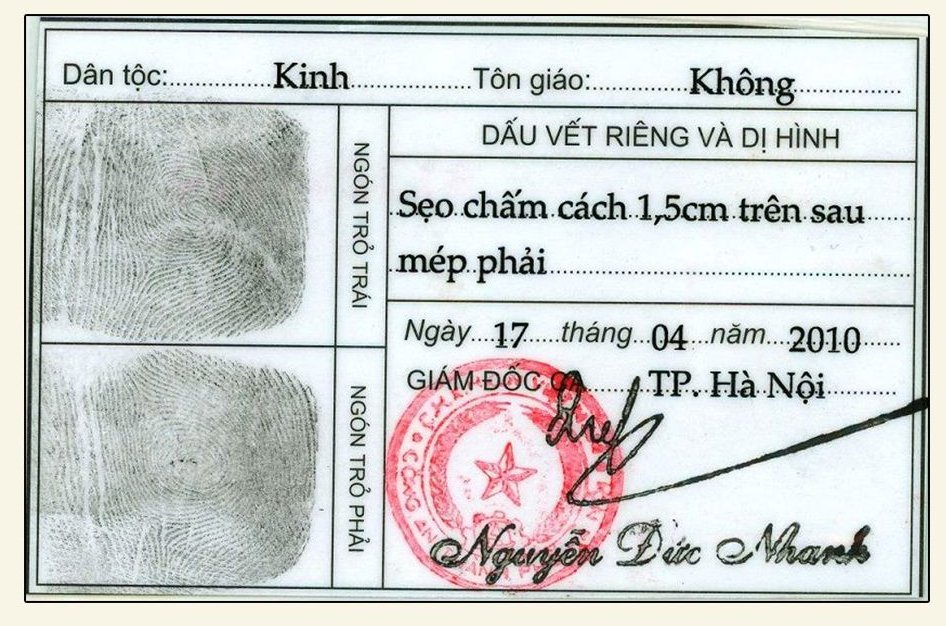 Dân tộc: Kinh Tôn giáo: Không
DẤU VẾT RIÊNG VÀ DỊ HÌNH
NGÓN TRỎ TRÁI
Sẹo chấm cách 1,5cm trên sau
mép phải
Ngày 17 tháng 04 năm 2010
GIÁM ĐỐC CA TP. Hà Nội
NGÓN TRỎ PHẢI
CÔNG AN
Nguyễn Đức Nhanh